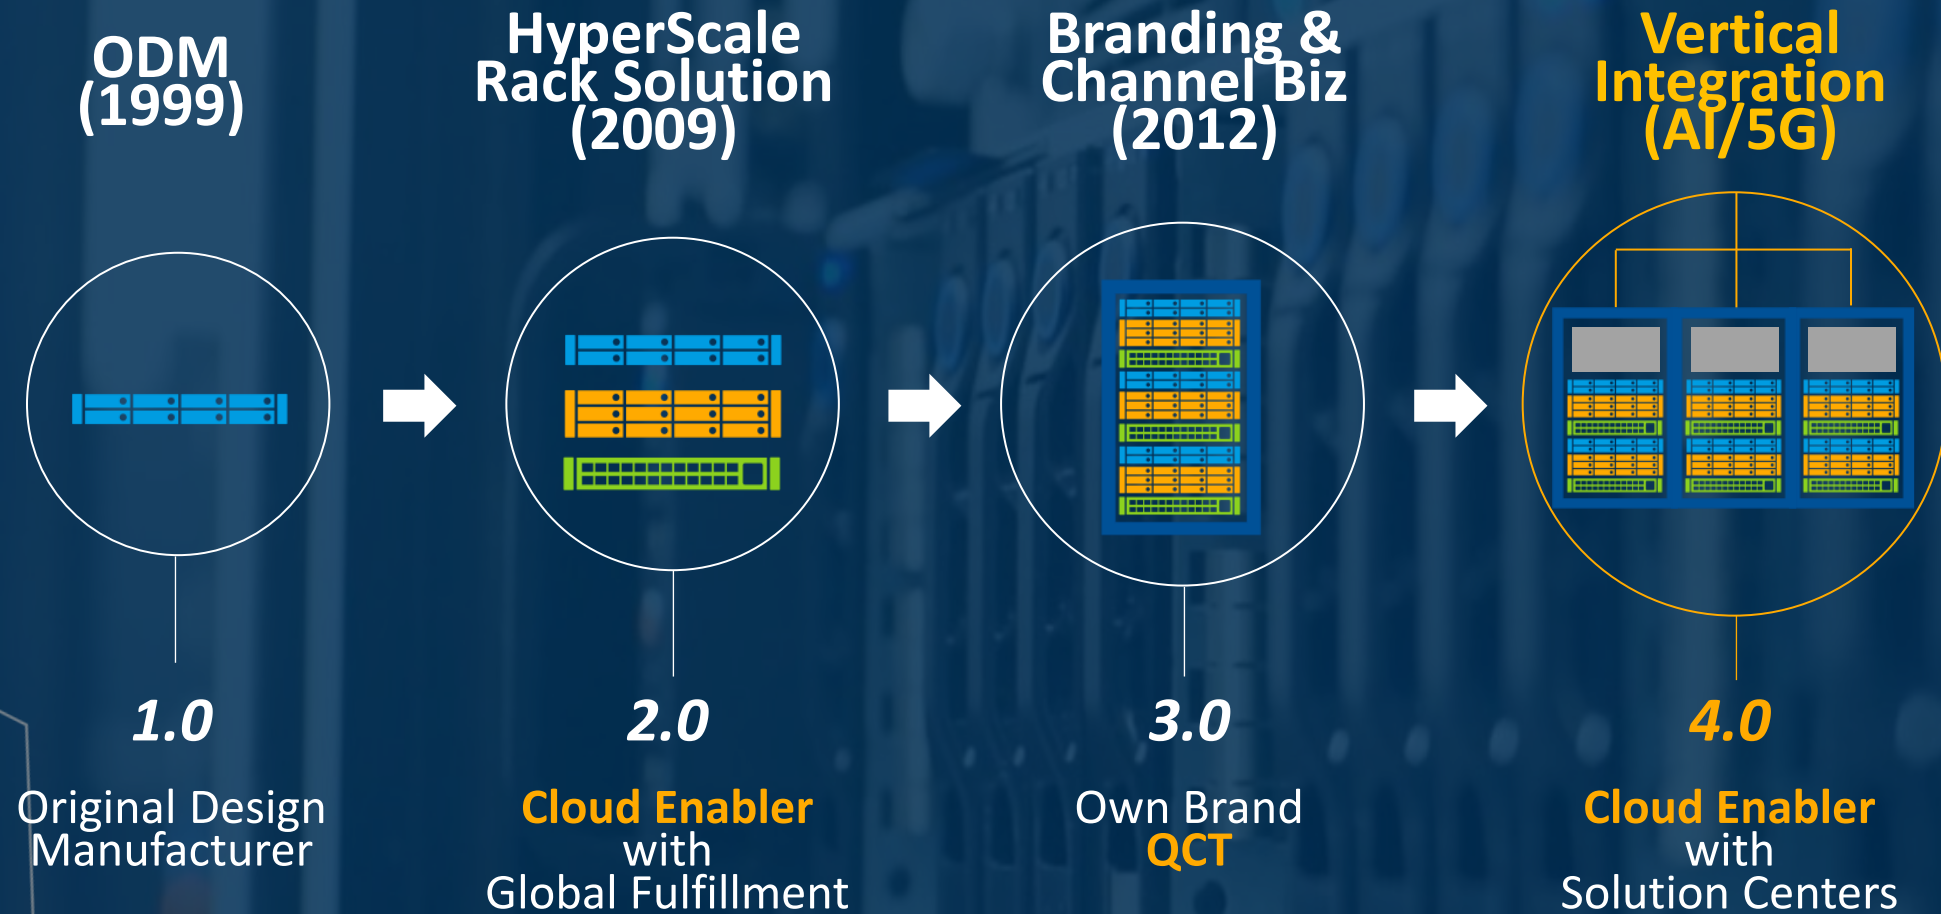 ODM
(1999)
HyperScale
Rack Solution
(2009)
Branding &
Channel Biz
(2012)
Vertical
Integration
(AI/5G)
1.0
2.0
3.0
4.0
Original Design
Manufacturer
Cloud Enabler
with
Global Fulfillment
Own Brand
QCT
Cloud Enabler
with
Solution Centers